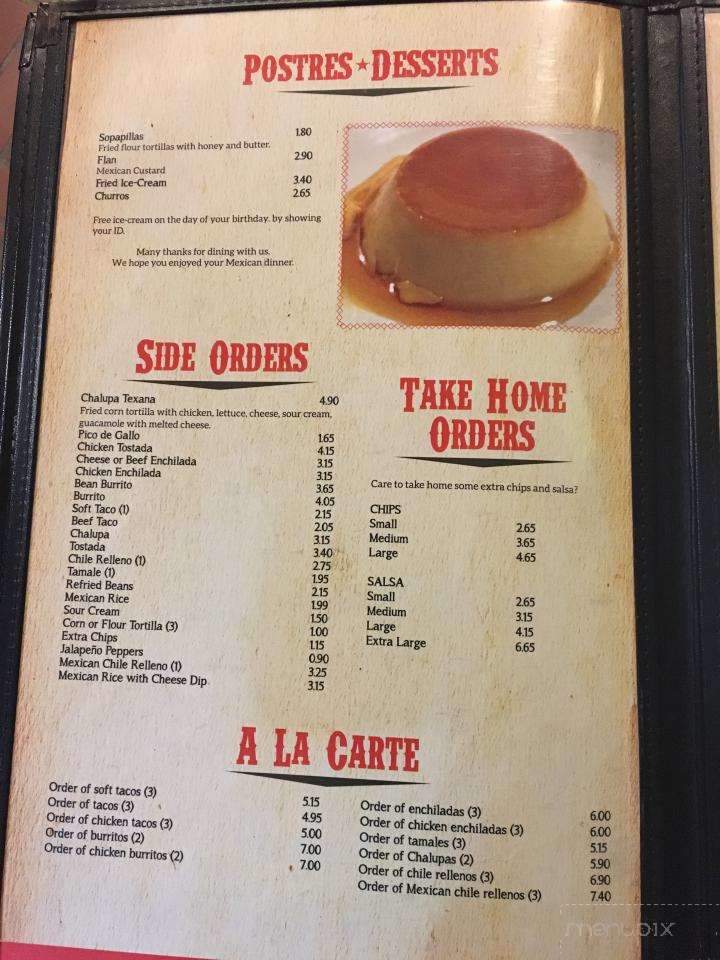 POSTRES★DESSERTS
Sopapillas 1.80
Fried flour tortillas with honey and butter.
Flan 2.90
Mexican Custard
Fried Ice-Cream 3.40
Churros 2.65
Free ice-cream on the day of your birthday. by showing
your ID.
Many thanks for dining with us.
We hope you enjoyed your Mexican dinner.
SIDE ORDERS
Chalupa Texana 4.90
Fried corn tortilla with chicken, lettuce, cheese, sour cream,
guacamole with melted cheese.
Pico de Gallo 1.65
Chicken Tostada 4.15
Cheese or Beef Enchilada 3.15
Chicken Enchilada 3.15
Bean Burrito 3.65
Burrito 4.05
Soft Taco (1) 2.15
Beef Taco 2.05
Chalupa 3.15
Tostada 3.40
Chile Relleno (1) 2.75
Tamale (1) 1.95
Refried Beans 2.15
Mexican Rice 1.99
Sour Cream 1.50
Corn or Flour Tortilla (3) 1.00
Extra Chips 1.15
Jalapeño Peppers 0.90
Mexican Chile Relleno (1) 3.25
Mexican Rice with Cheese Dip 3.15
TAKE HOME
ORDERS
Care to take home some extra chips and salsa?
CHIPS
Small 2.65
Medium 3.65
Large 4.65
SALSA
Small 2.65
Medium 3.15
Large 4.15
Extra Large 6.65
A LA CARTE
Order of soft tacos (3) 5.15
Order of tacos (3) 4.95
Order of chicken tacos (3) 5.00
Order of burritos (2) 7.00
Order of chicken burritos (2) 7.00
Order of enchiladas (3) 6.00
Order of chicken enchiladas (3) 6.00
Order of tamales (3) 5.15
Order of Chalupas (2) 5.90
Order of chile rellenos (3) 6.90
Order of Mexican chile rellenos (3) 7.40
menubix